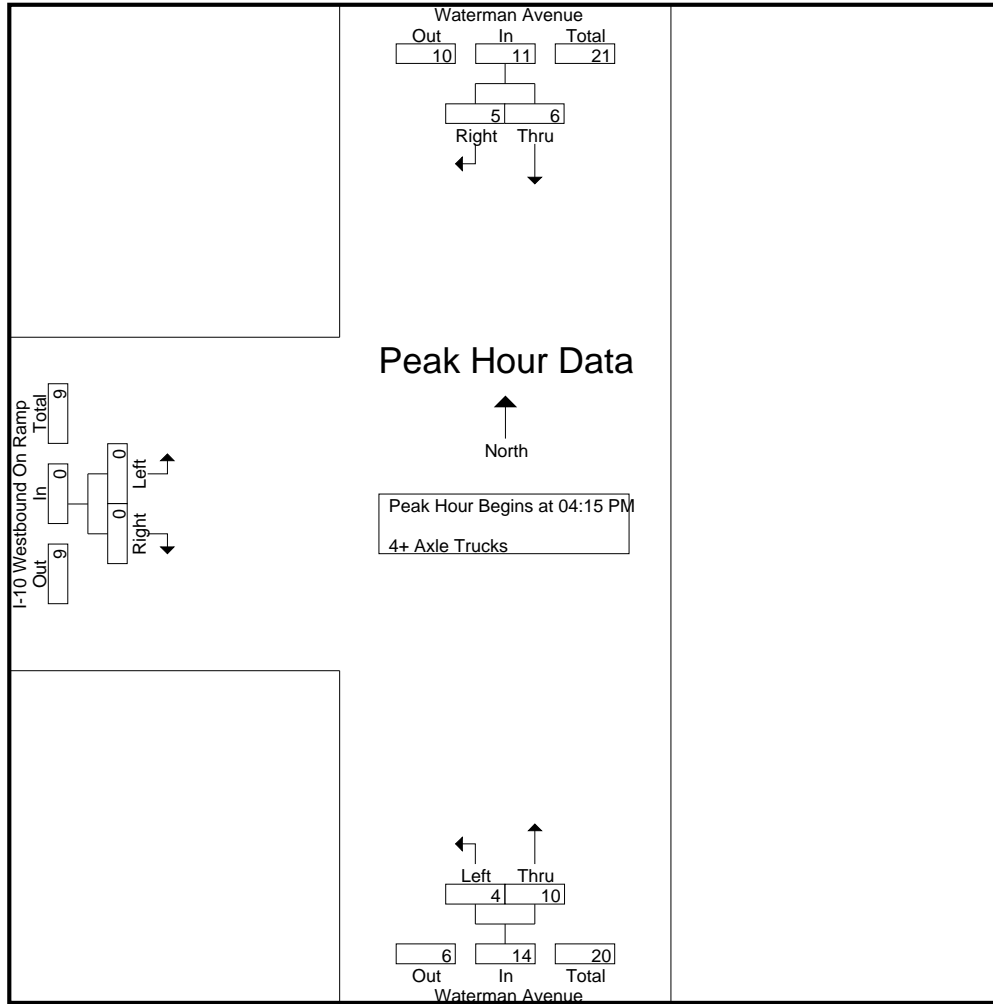 Waterman Avenue
Out In Total
10 11 21
5 6
Right Thru
Peak Hour Data
North
Peak Hour Begins at 04:15 PM
4+ Axle Trucks
I-10 Westbound On Ramp
Out In Total
9 0 9
0 0
Right Left
Left Thru
4 10
6 14 20
Out In Total
Waterman Avenue